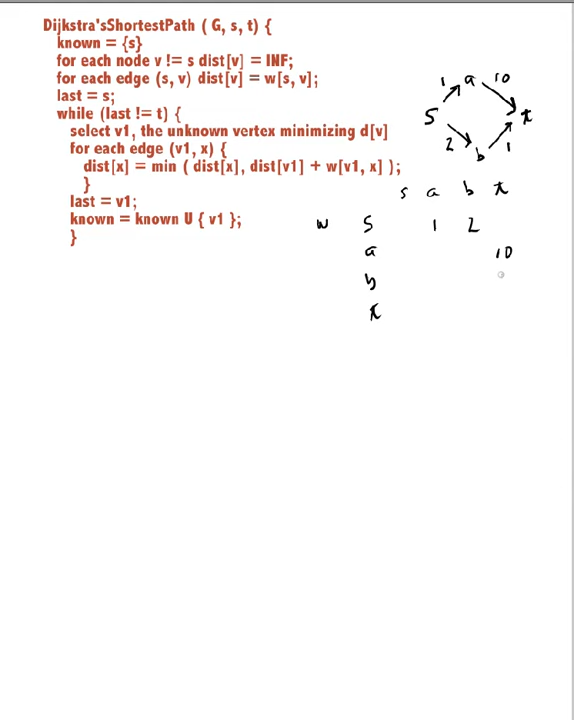 Dijkstra'sShortestPath ( G, s, t) {
known = {s}
for each node v != s dist[v] = INF;
for each edge (s, v) dist[v] = w[s, v];
last = s;
while (last != t) {
select v1, the unknown vertex minimizing d[v]
for each edge (v1, x) {
dist[x] = min ( dist[x], dist[v1] + w[v1, x] );
}
last = v1;
known = known U { v1 };
}
1 a 10
S t
2 b 1
s a b t
w S 1 2
a 10
b
t